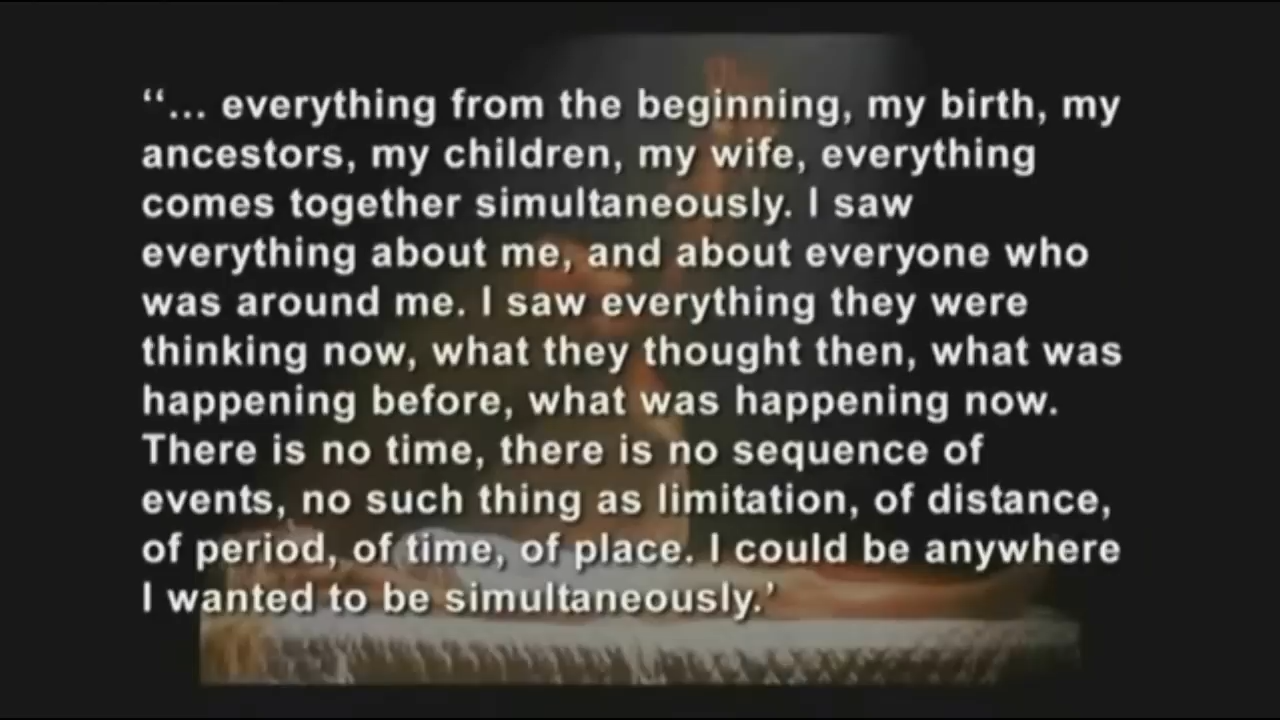 “... everything from the beginning, my birth, my
ancestors, my children, my wife, everything
comes together simultaneously. I saw
everything about me, and about everyone who
was around me. I saw everything they were
thinking now, what they thought then, what was
happening before, what was happening now.
There is no time, there is no sequence of
events, no such thing as limitation, of distance,
of period, of time, of place. I could be anywhere
I wanted to be simultaneously.’